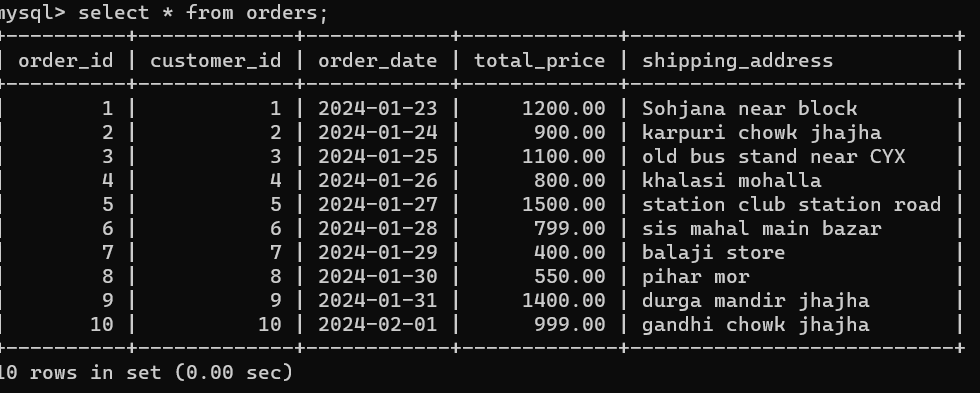 mysql> select * from orders;
+----------+-------------+------------+-------------+---------------------------+
| order_id | customer_id | order_date | total_price | shipping_address          |
+----------+-------------+------------+-------------+---------------------------+
|        1 |           1 | 2024-01-23 |     1200.00 | Sohjana near block        |
|        2 |           2 | 2024-01-24 |      900.00 | karpuri chowk jhajha      |
|        3 |           3 | 2024-01-25 |     1100.00 | old bus stand near CYX    |
|        4 |           4 | 2024-01-26 |      800.00 | khalasi mohalla           |
|        5 |           5 | 2024-01-27 |     1500.00 | station club station road |
|        6 |           6 | 2024-01-28 |      799.00 | sis mahal main bazar      |
|        7 |           7 | 2024-01-29 |      400.00 | balaji store              |
|        8 |           8 | 2024-01-30 |      550.00 | pihar mor                 |
|        9 |           9 | 2024-01-31 |     1400.00 | durga mandir jhajha       |
|       10 |          10 | 2024-02-01 |      999.00 | gandhi chowk jhajha       |
+----------+-------------+------------+-------------+---------------------------+
10 rows in set (0.00 sec)